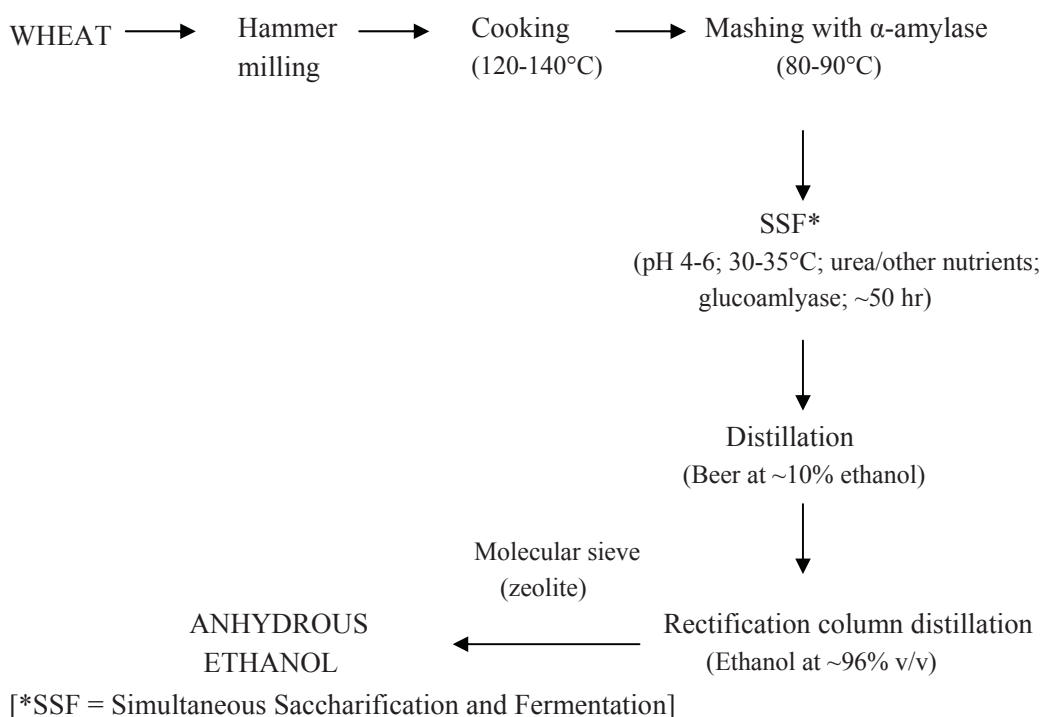 WHEAT
Hammer
milling
Cooking
(120-140°C)
Mashing with α-amylase
(80-90°C)
SSF*
(pH 4-6; 30-35°C; urea/other nutrients;
glucoamlyase; ~50 hr)
Distillation
(Beer at ~10% ethanol)
Rectification column distillation
(Ethanol at ~96% v/v)
Molecular sieve
(zeolite)
ANHYDROUS
ETHANOL
[*SSF = Simultaneous Saccharification and Fermentation]